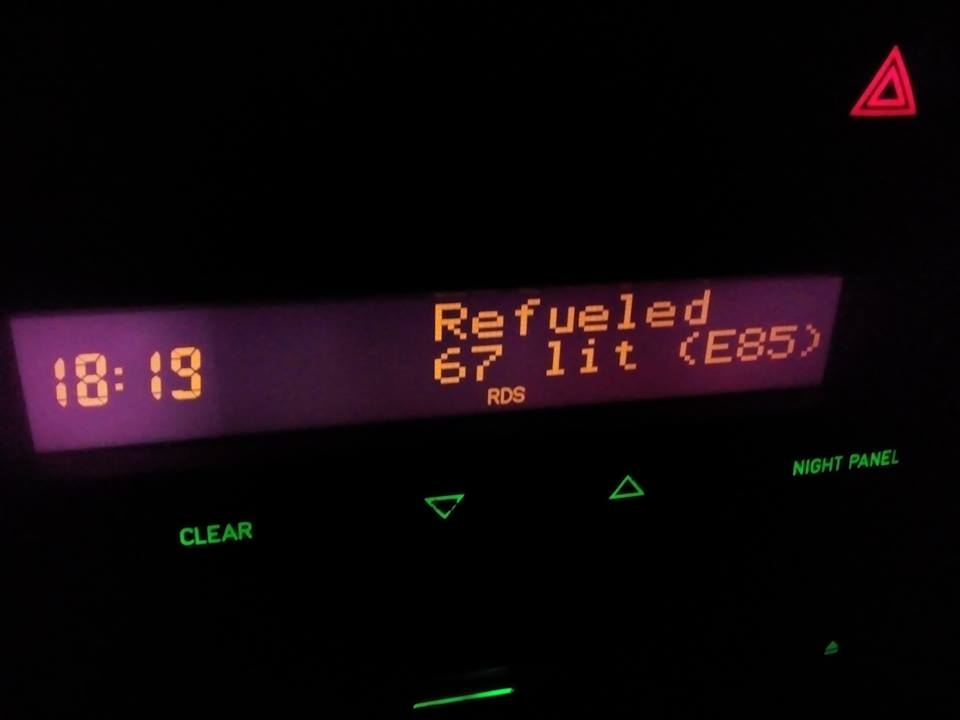 Refueled
18:19 67 lit (E85)
RDS
NIGHT PANEL
CLEAR